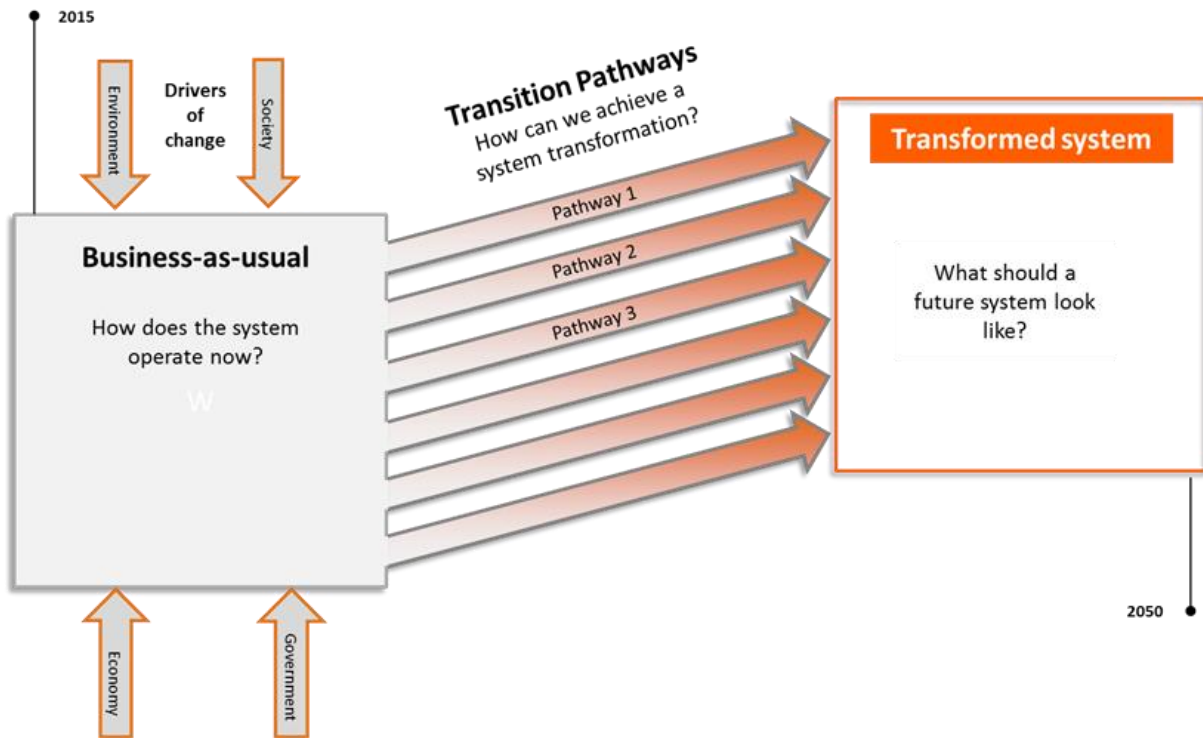 2015
Environment
Drivers
of
change
Society
Transition Pathways
How can we achieve a
system transformation?
Business-as-usual
How does the system
operate now?
W
Pathway 1
Pathway 2
Pathway 3
Transformed system
What should a
future system look
like?
Economy
Government
2050